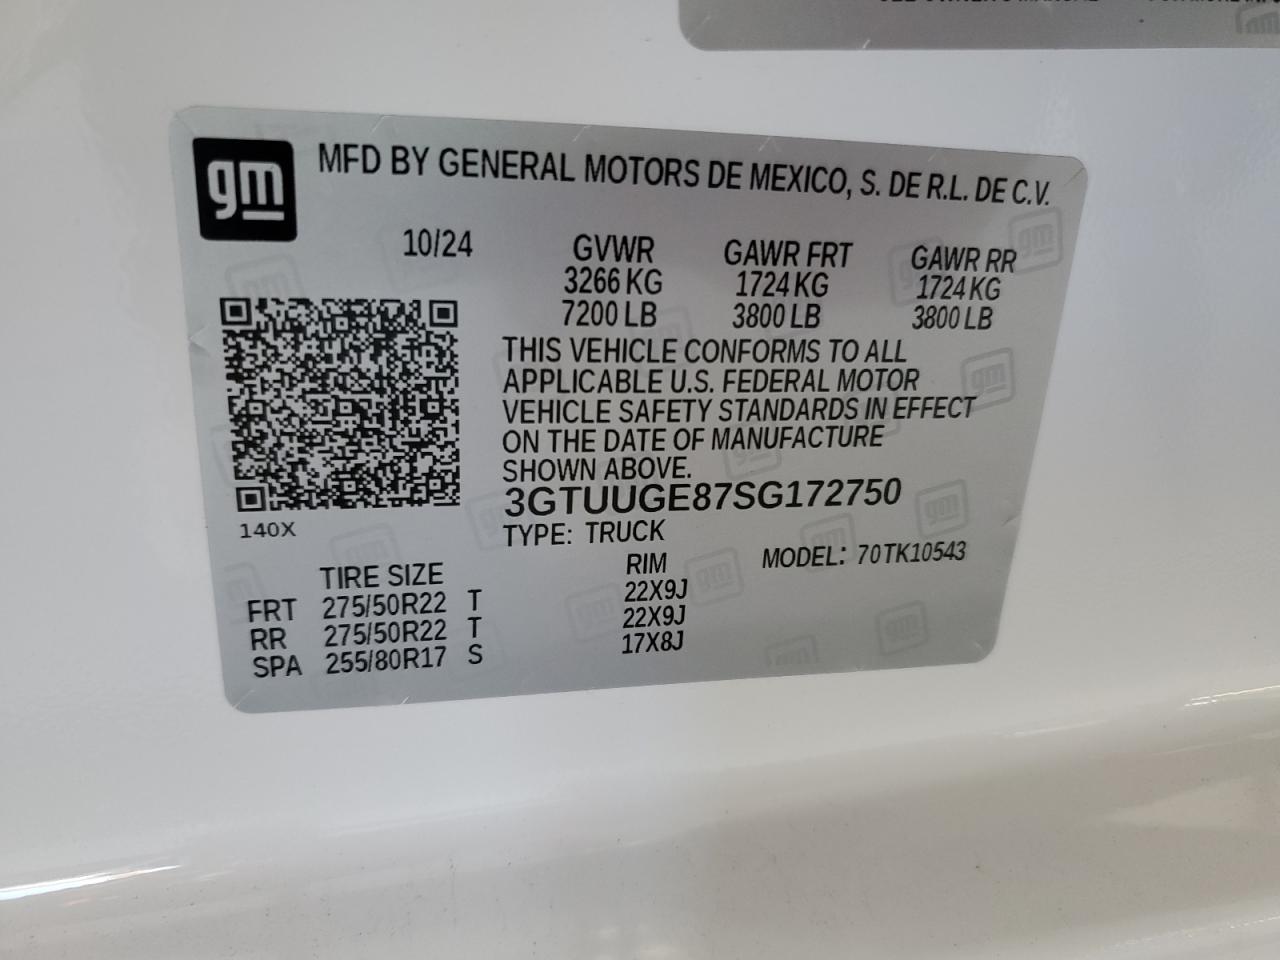 gm
MFD BY GENERAL MOTORS DE MEXICO, S. DE R.L. DE C.V.
10/24 GVWR GAWR FRT GAWR RR
3266 KG 1724 KG 1724 KG
7200 LB 3800 LB 3800 LB
THIS VEHICLE CONFORMS TO ALL
APPLICABLE U.S. FEDERAL MOTOR
VEHICLE SAFETY STANDARDS IN EFFECT
ON THE DATE OF MANUFACTURE
SHOWN ABOVE.
3GTUUGE87SG172750
140X
TYPE: TRUCK
MODEL: 70TK10543
TIRE SIZE RIM
FRT 275/50R22 T 22X9J
RR 275/50R22 T 22X9J
SPA 255/80R17 S 17X8J